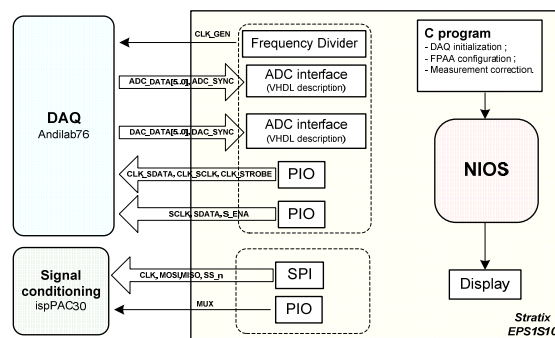 CLK_GEN
Frequency Divider
ADC_DATA[5..0],ADC_SYNC
ADC interface
(VHDL description)
DAQ
Andilab76
DAC_DATA[5..0],DAC_SYNC
ADC interface
(VHDL description)
CLK_SDATA, CLK_SCLK, CLK_STROBE
PIO
SCLK, SDATA, S_ENA
PIO
Signal
conditioning
ispPAC30
CLK, MOSI,MISO, SS_n
SPI
MUX
PIO
C program
- DAQ initialization ;
- FPAA configuration ;
- Measurement correction.
NIOS
Display
Stratix
EPS1S10